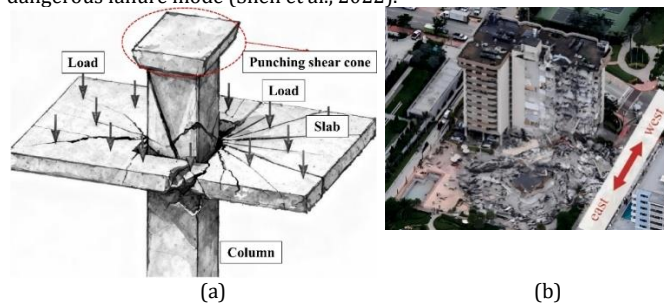 dangerous failure mode (Shen et al., 2022).
Load
Punching shear cone
Load
Slab
Column
west
east
(a)
(b)